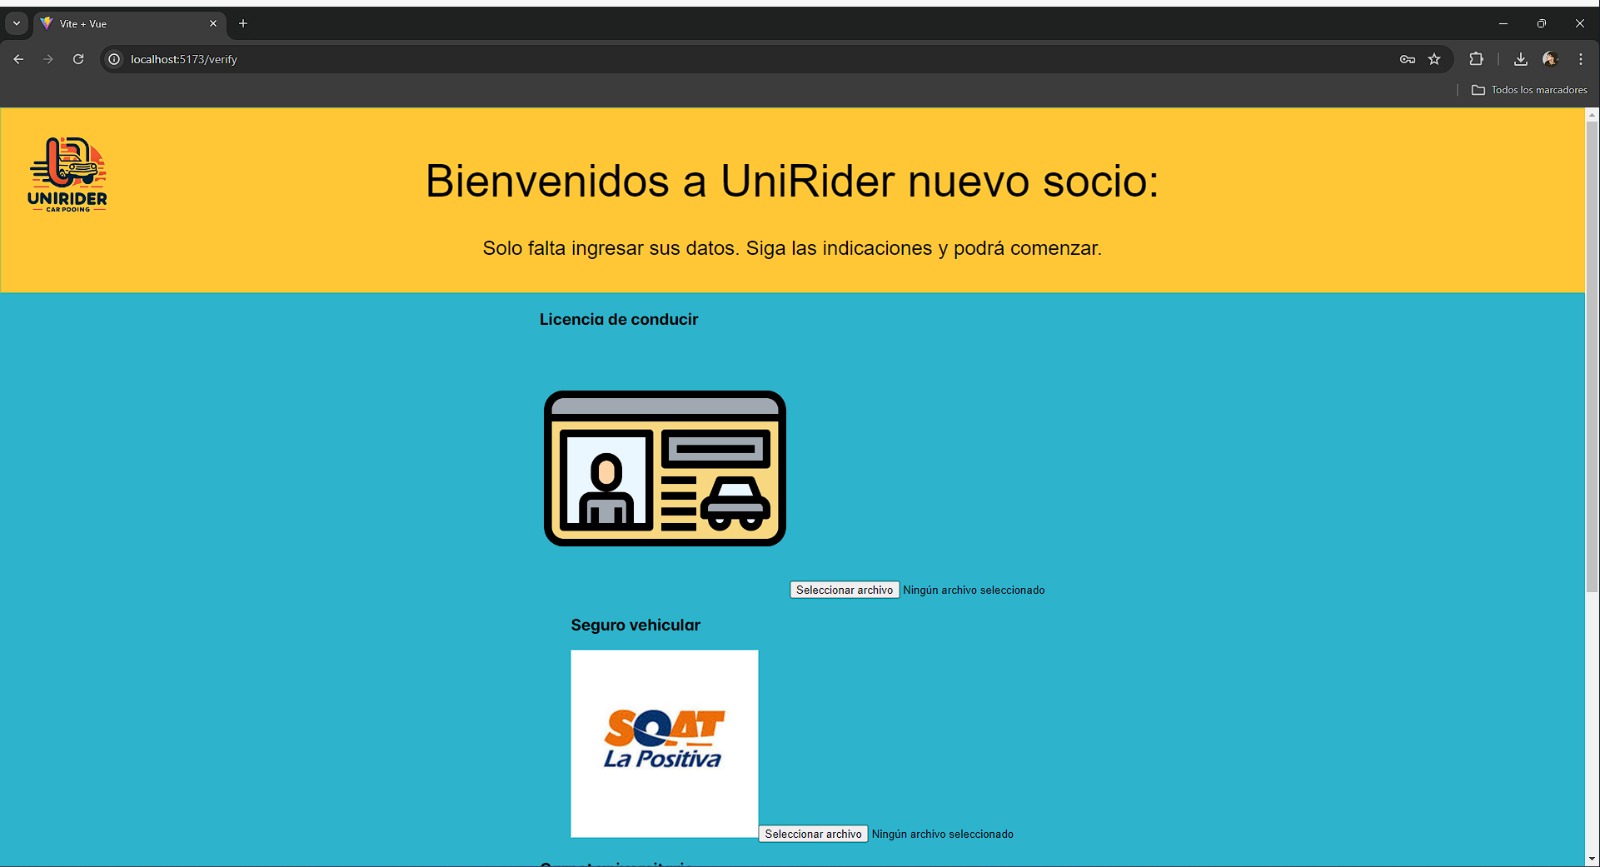 Vite + Vue
localhost:5173/verify
Todos los marcadores
UNIRIDER
CAR POOING
Bienvenidos a UniRider nuevo socio:
Solo falta ingresar sus datos. Siga las indicaciones y podrá comenzar.
Licencia de conducir
Seleccionar archivo Ningún archivo seleccionado
Seguro vehicular
SOAT
La Positiva
Seleccionar archivo Ningún archivo seleccionado